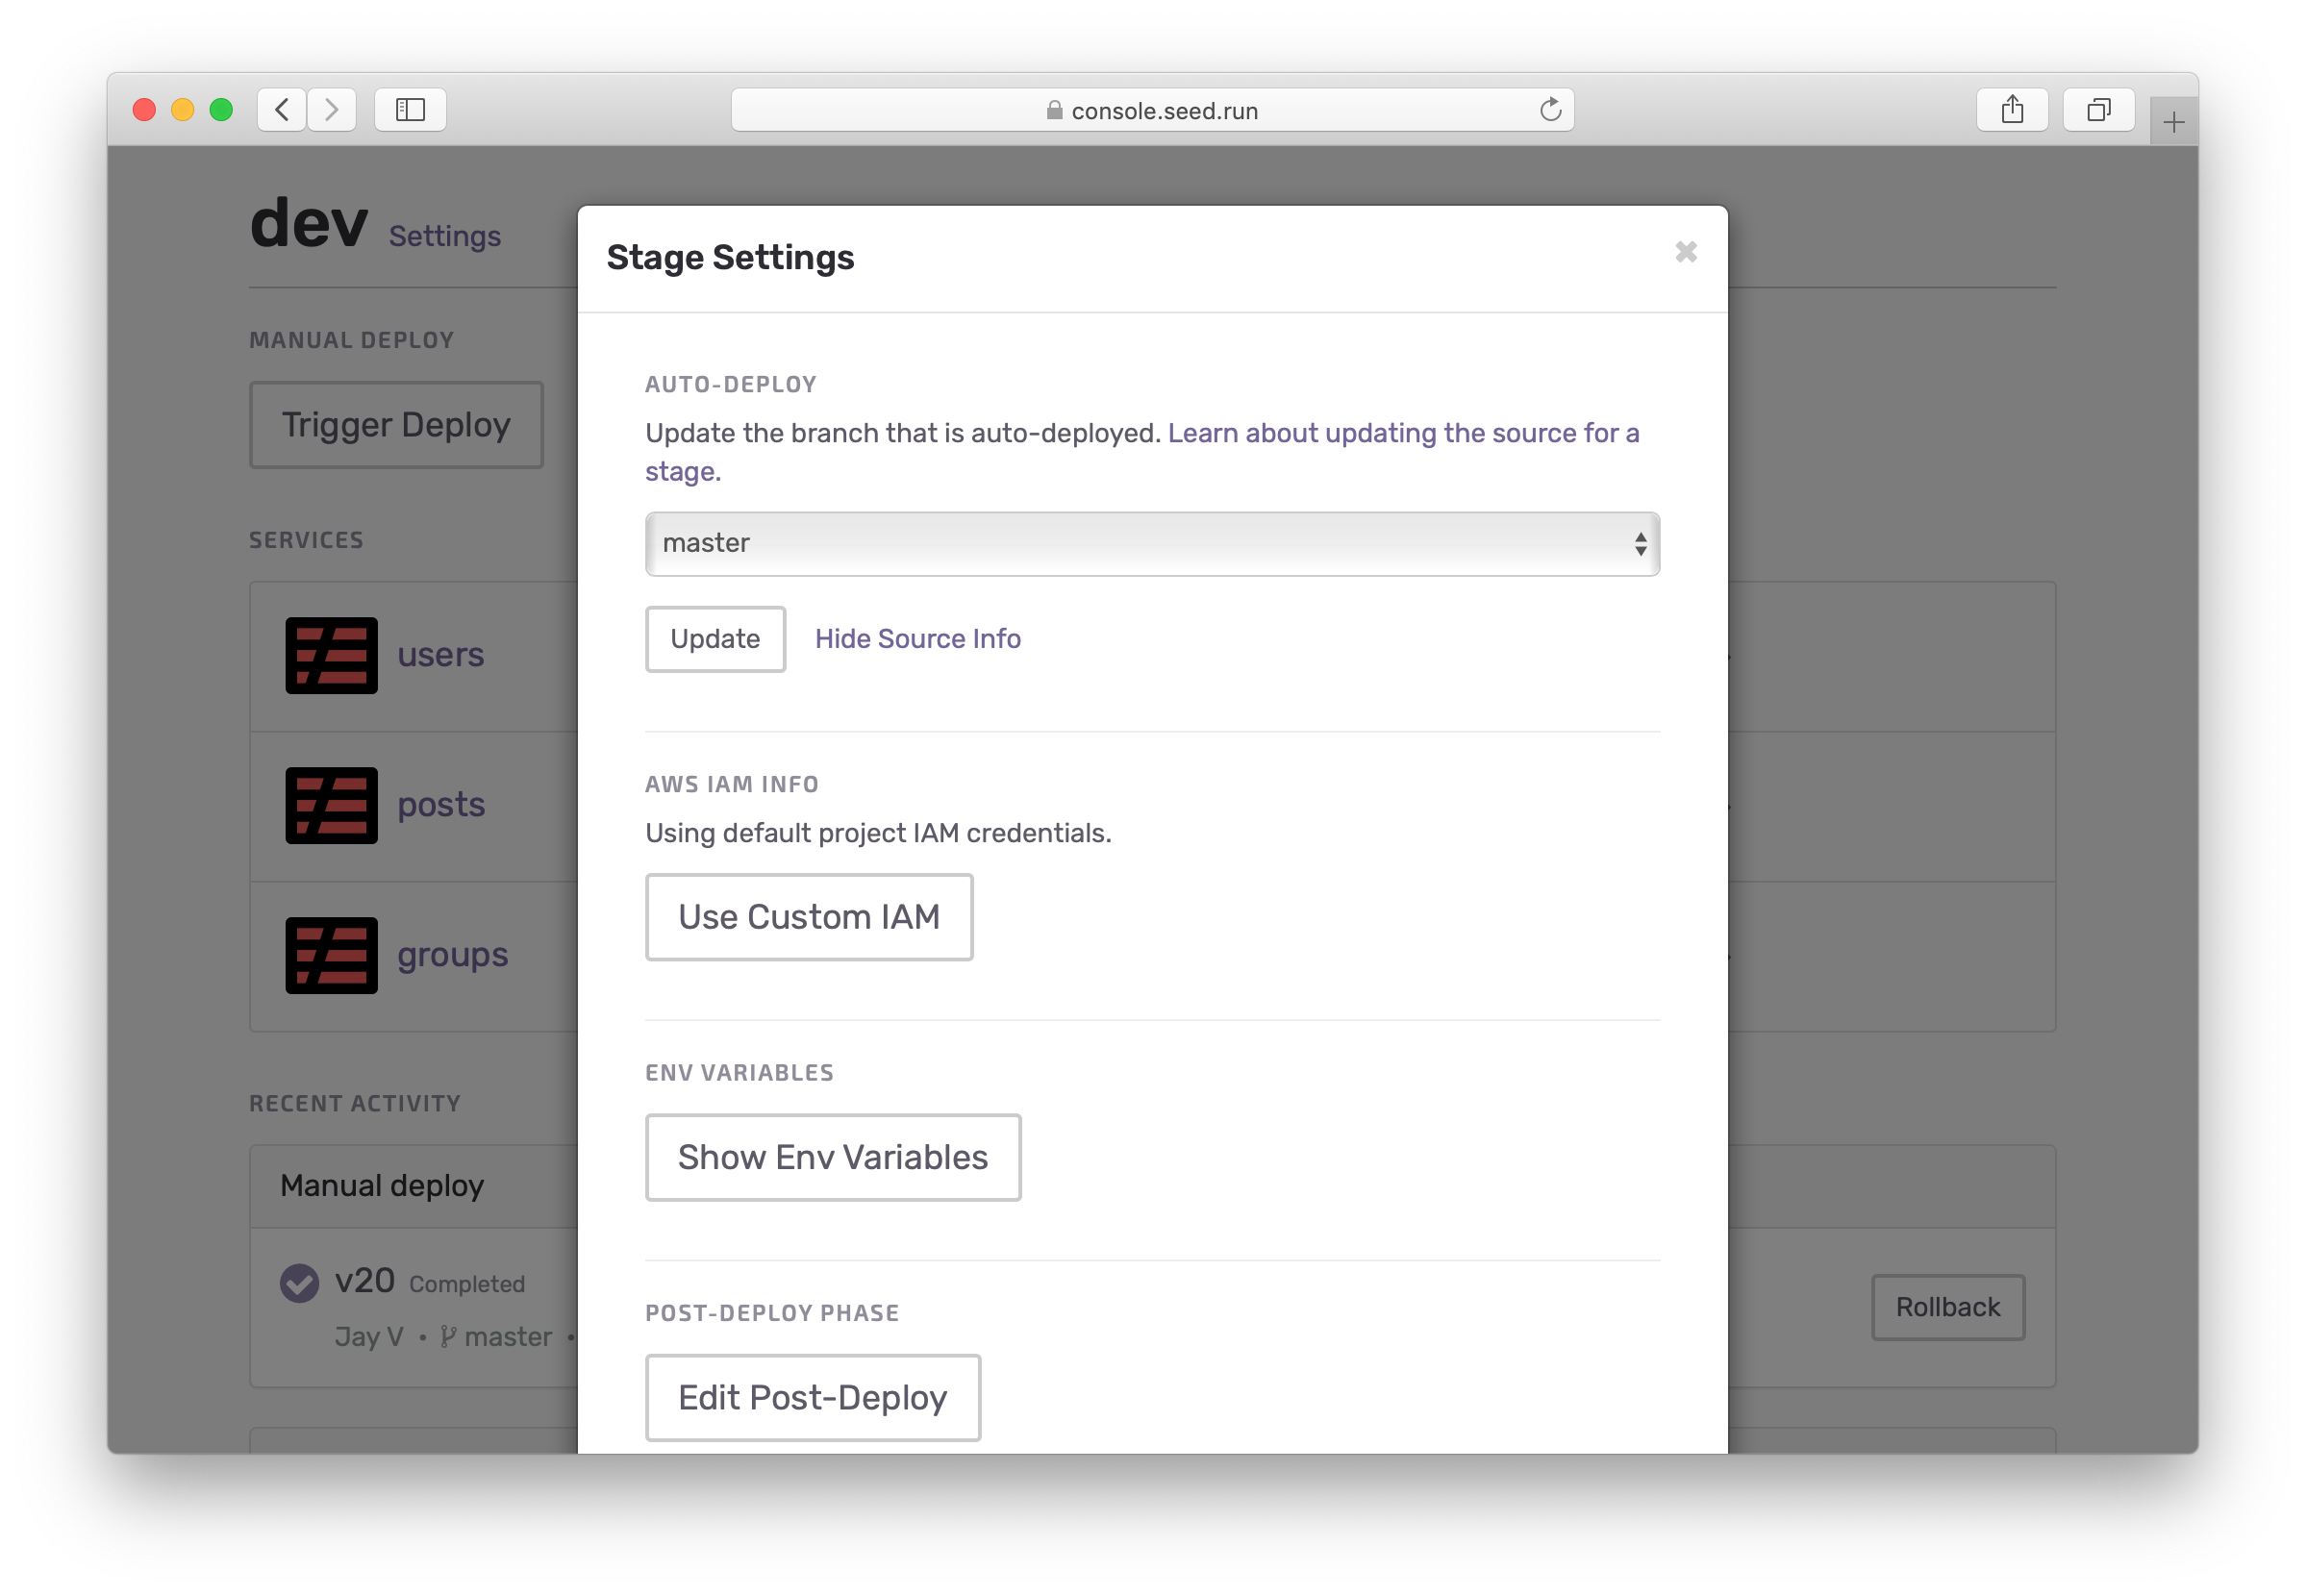 console.seed.run
dev Settings
MANUAL DEPLOY
Trigger Deploy
SERVICES
users
posts
groups
RECENT ACTIVITY
Manual deploy
v20 Completed
Jay V • master •
Rollback
Stage Settings
AUTO-DEPLOY
Update the branch that is auto-deployed. Learn about updating the source for a
stage.
master
Update Hide Source Info
AWS IAM INFO
Using default project IAM credentials.
Use Custom IAM
ENV VARIABLES
Show Env Variables
POST-DEPLOY PHASE
Edit Post-Deploy